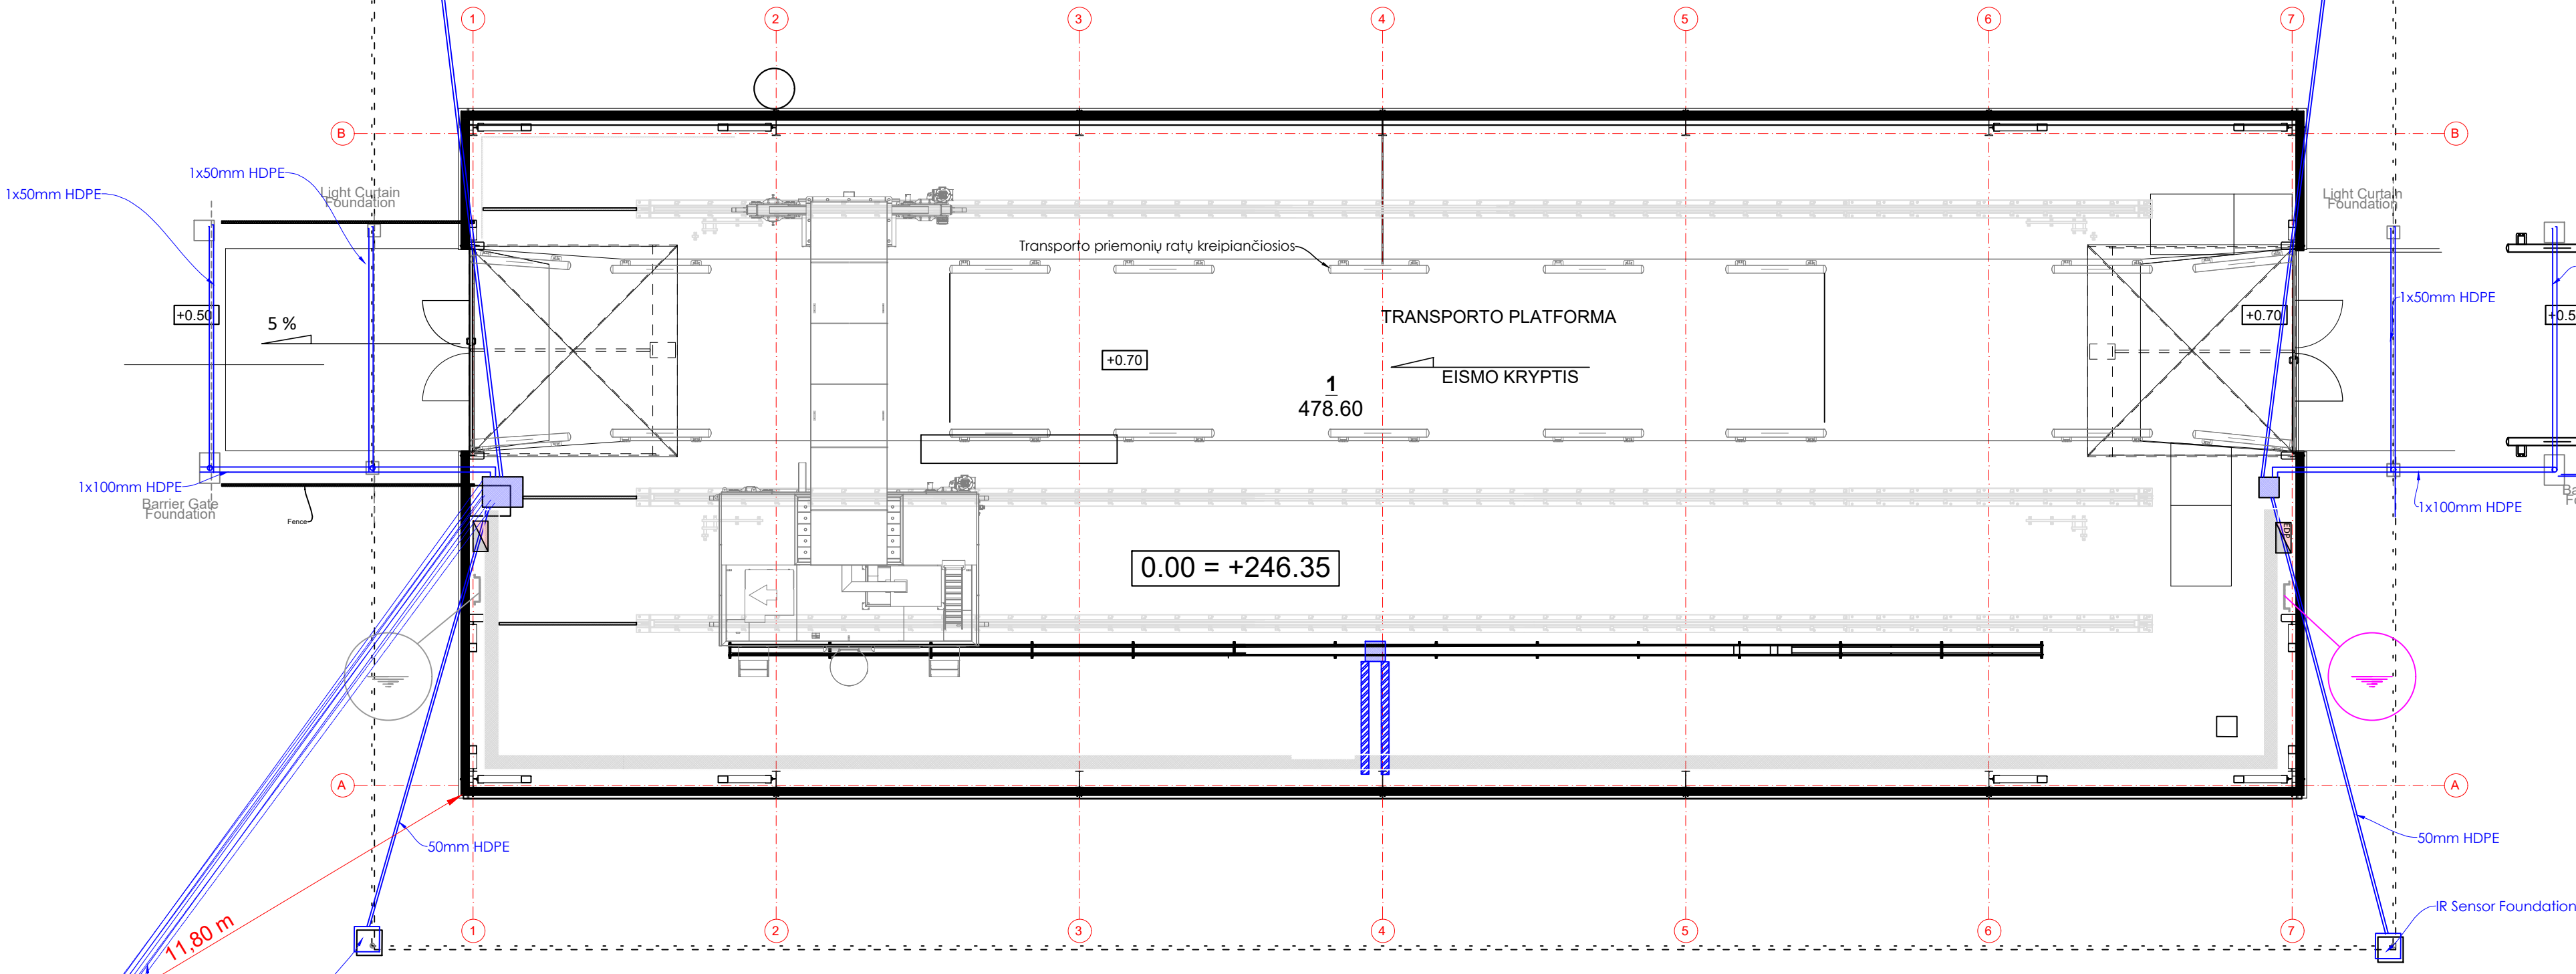 1
2
3
4
5
6
7
B
B
1x50mm HDPE
1x50mm HDPE
Light Curtain
Foundation
Light Curtain
Foundation
Transporto priemonių ratų kreipiančiosios
+0.50
5 %
TRANSPORTO PLATFORMA
+0.70
+0.70
1x50mm HDPE
EISMO KRYPTIS
1
478.60
1x100mm HDPE
Barrier Gate
Foundation
Fence
1x100mm HDPE
0.00 = +246.35
A
A
50mm HDPE
50mm HDPE
11,80 m
IR Sensor Foundation
1
2
3
4
5
6
7